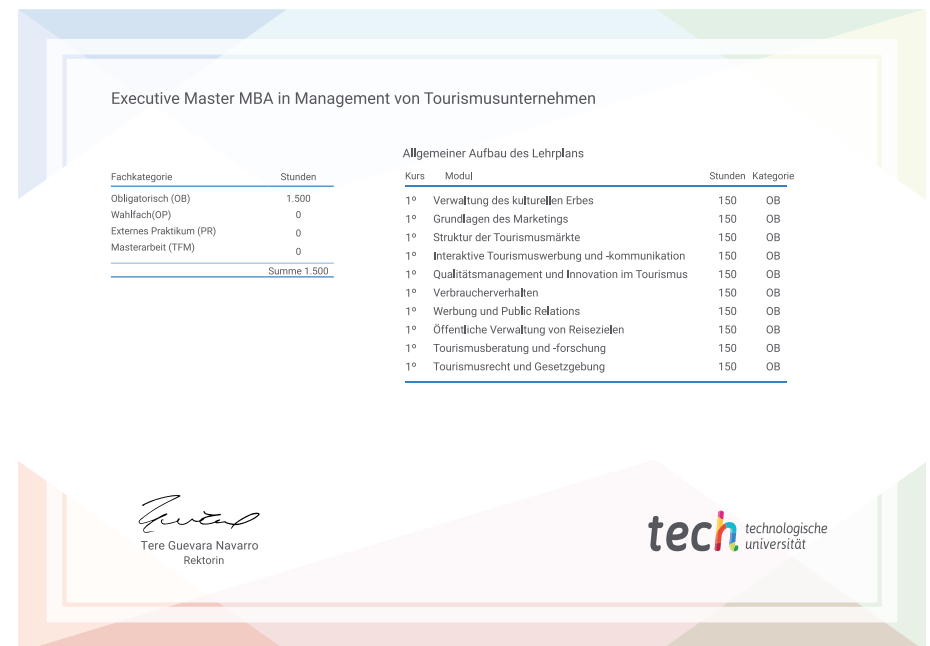 Executive Master MBA in Management von Tourismusunternehmen
Allgemeiner Aufbau des Lehrplans
Fachkategorie Stunden
Obligatorisch (OB) 1.500
Wahlfach(OP) 0
Externes Praktikum (PR) 0
Masterarbeit (TFM) 0
Summe 1.500
Kurs Modul Stunden Kategorie
1º Verwaltung des kulturellen Erbes 150 OB
1º Grundlagen des Marketings 150 OB
1º Struktur der Tourismusmärkte 150 OB
1º Interaktive Tourismuswerbung und -kommunikation 150 OB
1º Qualitätsmanagement und Innovation im Tourismus 150 OB
1º Verbraucherverhalten 150 OB
1º Werbung und Public Relations 150 OB
1º Öffentliche Verwaltung von Reisezielen 150 OB
1º Tourismusberatung und -forschung 150 OB
1º Tourismusrecht und Gesetzgebung 150 OB
Tere Guevara Navarro
Rektorin
tech technologische
universität